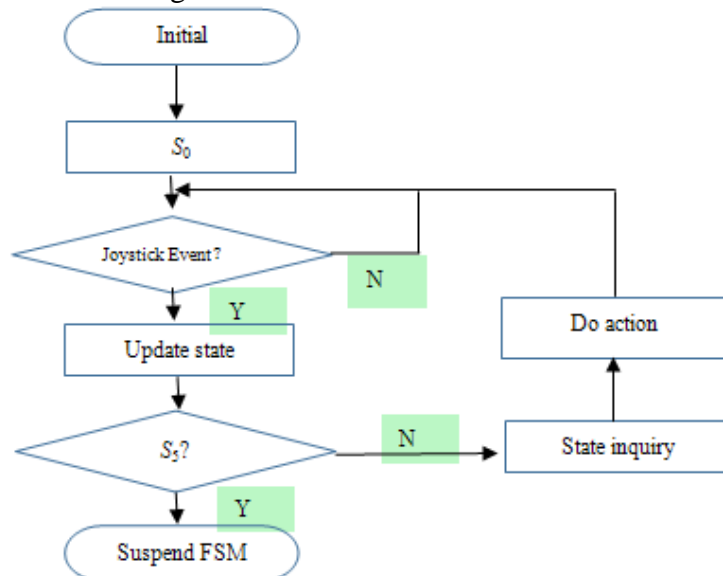 Initial
S₀
Joystick Event?
N
Y
Do action
Update state
S₅?
N
State inquiry
Y
Suspend FSM